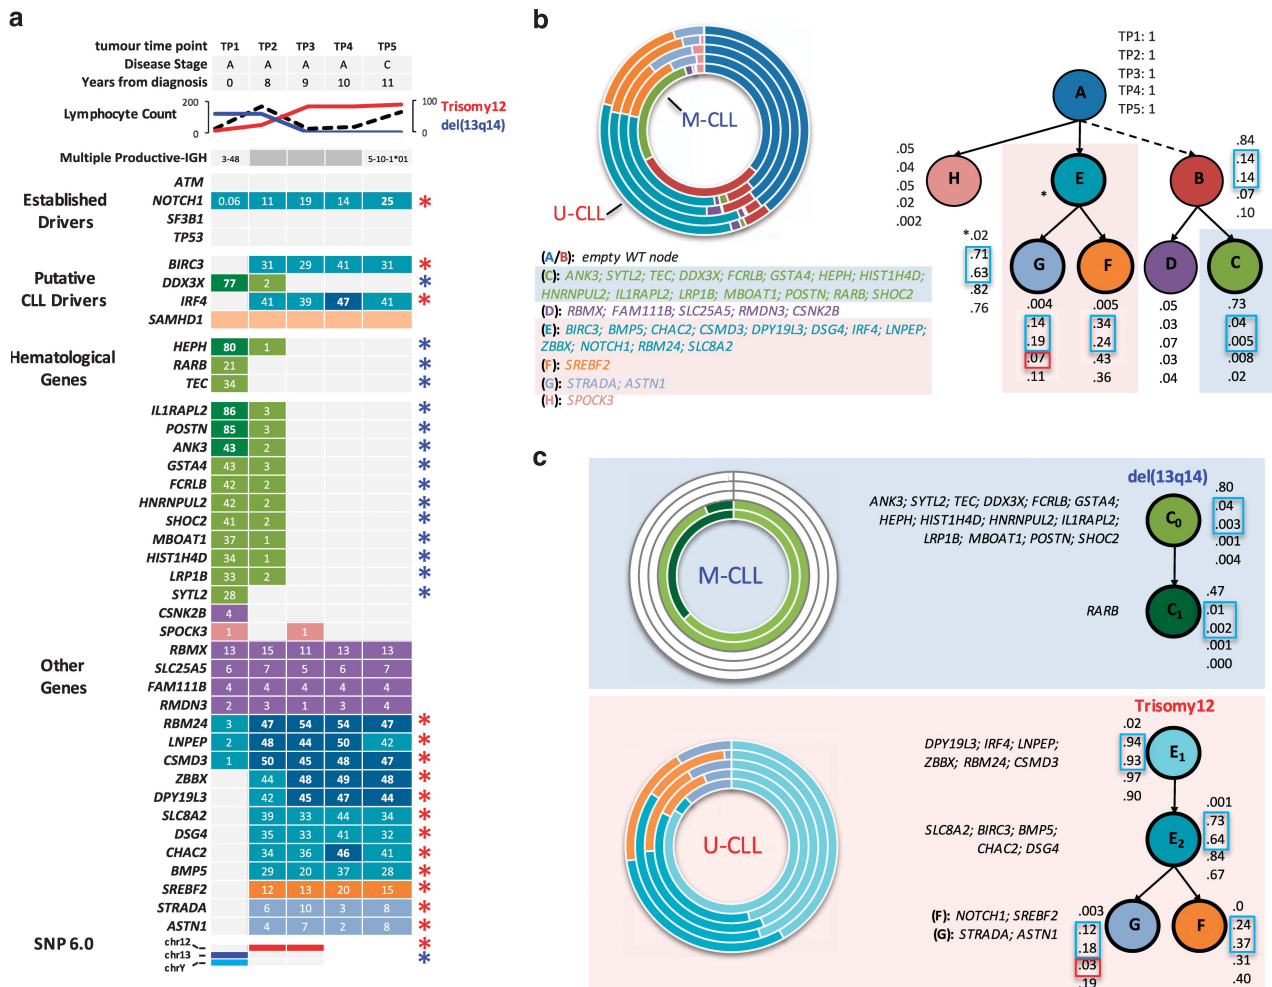 a
tumour time point TP1 TP2 TP3 TP4 TP5
Disease Stage A A A A C
Years from diagnosis 0 8 9 10 11
Lymphocyte Count 200 0 100 0 Trisomy12
del(13q14)
Multiple Productive-IGH 3-48 5-10-1*01
Established Drivers
ATM
NOTCH1 0.06 11 19 14 25 *
SF3B1
TP53
Putative CLL Drivers
BIRC3 31 29 41 31 *
DDX3X 77 2 *
IRF4 41 39 47 41 *
SAMHD1
Hematological Genes
HEPH 80 1 *
RARB 21 *
TEC 34 *
Other Genes
IL1RAPL2 86 3 *
POSTN 85 3 *
ANK3 43 2 *
GSTA4 43 3 *
FCRLB 42 2 *
HNRNPUL2 42 2 *
SHOC2 41 2 *
MBOAT1 37 1 *
HIST1H4D 34 1 *
LRP1B 33 2 *
SYTL2 28 *
CSNK2B 4
SPOCK3 1 1
RBMX 13 15 11 13 13
SLC25A5 6 7 5 6 7
FAM111B 4 4 4 4 4
RMDN3 2 3 1 3 4
RBM24 3 47 54 54 47 *
LNPEP 2 48 44 50 42 *
CSMD3 1 50 45 48 47 *
ZBBX 44 48 49 48 *
DPY19L3 42 45 47 44 *
SLC8A2 39 33 44 34 *
DSG4 35 33 41 32 *
CHAC2 34 36 46 41 *
BMP5 29 20 37 28 *
SREBF2 12 13 20 15 *
STRADA 6 10 3 8 *
ASTN1 4 7 2 8 *
SNP 6.0
chr12 *
chr13 *
chrY
b
M-CLL
U-CLL
TP1: 1
TP2: 1
TP3: 1
TP4: 1
TP5: 1
A
H
.05
.04
.05
.02
.002
E
*
B
.84
.14
.14
.07
.10
G
*.02
.71
.63
.82
.76
F
D
C
.004
.14
.19
.07
.11
.005
.34
.24
.43
.36
.05
.03
.07
.03
.04
.73
.04
.005
.008
.02
(A/B): empty WT node
(C): ANK3; SYTL2; TEC; DDX3X; FCRLB; GSTA4; HEPH; HIST1H4D;
HNRNPUL2; IL1RAPL2; LRP1B; MBOAT1; POSTN; RARB; SHOC2
(D): RBMX; FAM111B; SLC25A5; RMDN3; CSNK2B
(E): BIRC3; BMP5; CHAC2; CSMD3; DPY19L3; DSG4; IRF4; LNPEP;
ZBBX; NOTCH1; RBM24; SLC8A2
(F): SREBF2
(G): STRADA; ASTN1
(H): SPOCK3
c
M-CLL
del(13q14)
ANK3; SYTL2; TEC; DDX3X; FCRLB; GSTA4;
HEPH; HIST1H4D; HNRNPUL2; IL1RAPL2;
LRP1B; MBOAT1; POSTN; SHOC2
C0
.80
.04
.003
.001
.004
RARB
C1
.47
.01
.002
.001
.000
U-CLL
Trisomy12
DPY19L3; IRF4; LNPEP;
ZBBX; RBM24; CSMD3
E1
.02
.94
.93
.97
.90
SLC8A2; BIRC3; BMP5;
CHAC2; DSG4
E2
.001
.73
.64
.84
.67
(F): NOTCH1; SREBF2
(G): STRADA; ASTN1
G
.003
.12
.18
.03
.19
F
.0
.24
.37
.31
.40